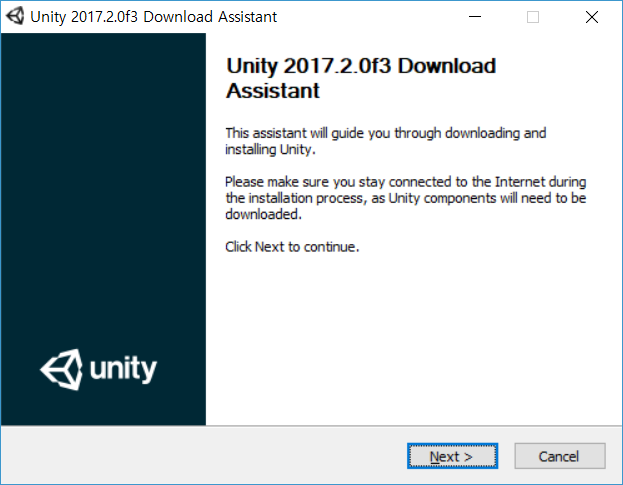 Unity 2017.2.0f3 Download Assistant
Unity 2017.2.0f3 Download
Assistant
This assistant will guide you through downloading and
installing Unity.
Please make sure you stay connected to the Internet during
the installation process, as Unity components will need to be
downloaded.
Click Next to continue.
unity
Next >
Cancel